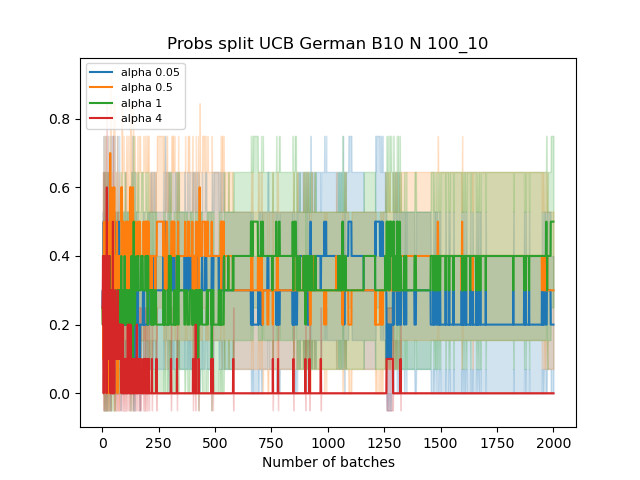 Probs split UCB German B10 N 100_10
alpha 0.05
alpha 0.5
alpha 1
alpha 4
0.8
0.6
0.4
0.2
0.0
0 250 500 750 1000 1250 1500 1750 2000
Number of batches